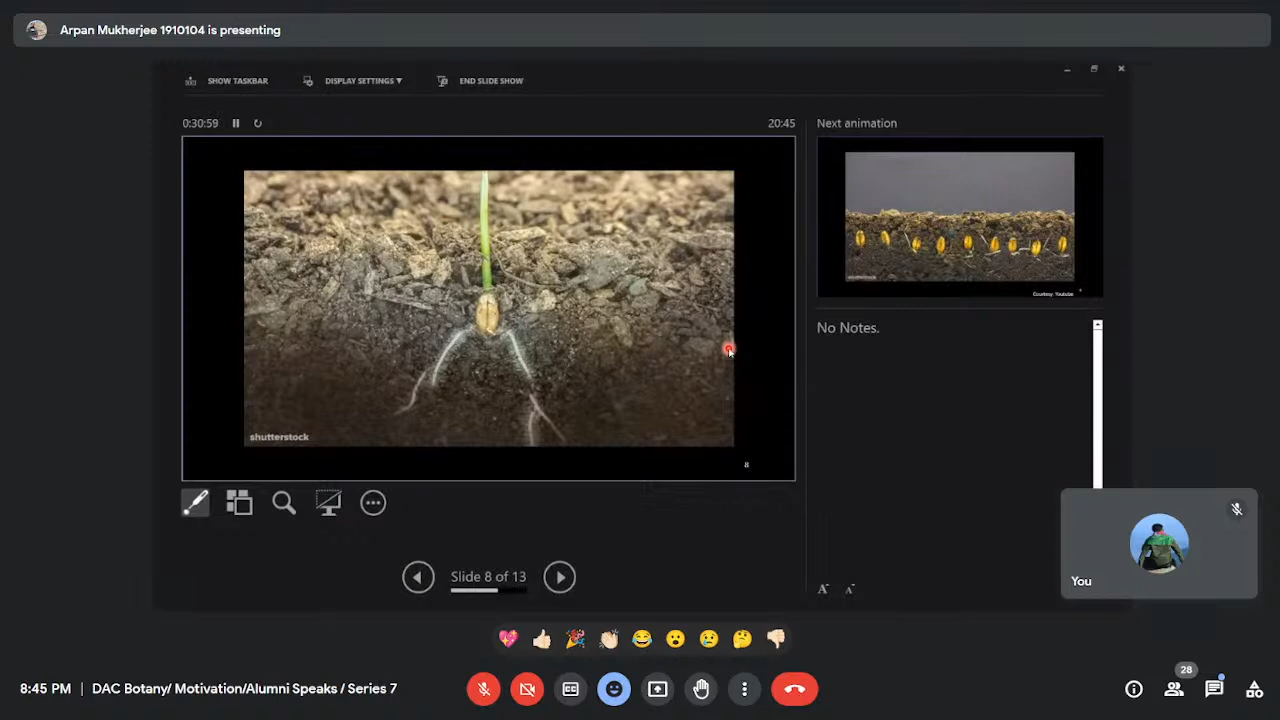 Arpan Mukherjee 1910104 is presenting
SHOW TASKBAR
DISPLAY SETTINGS ▼
END SLIDE SHOW
0:30:59
20:45
Next animation
shutterstock
8
Courtesy: Youtube
No Notes.
Slide 8 of 13
You
8:45 PM | DAC Botany/ Motivation/Alumni Speaks / Series 7
28